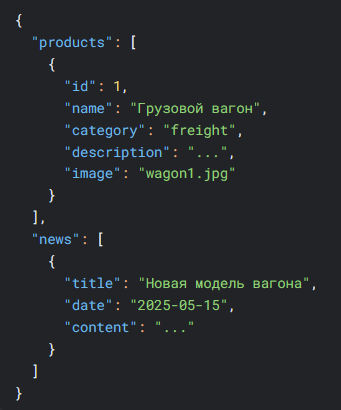 {
  "products": [
    {
      "id": 1,
      "name": "Грузовой вагон",
      "category": "freight",
      "description": "...",
      "image": "wagon1.jpg"
    }
  ],
  "news": [
    {
      "title": "Новая модель вагона",
      "date": "2025-05-15",
      "content": "..."
    }
  ]
}